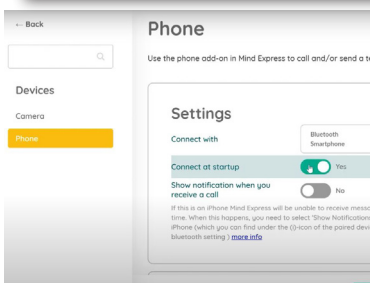 ← Back
Phone
Use the phone add-on in Mind Express to call and/or send a
Devices
Camera
Phone
Settings
Connect with
Bluetooth
Smartphone
Connect at startup
Yes
Show notification when you
receive a call
No
If this is an iPhone Mind Express will be unable to receive
time. When this happens, you need to select 'Show
iPhone (which you can find under the (i)-icon of the paired
bluetooth setting ) more info